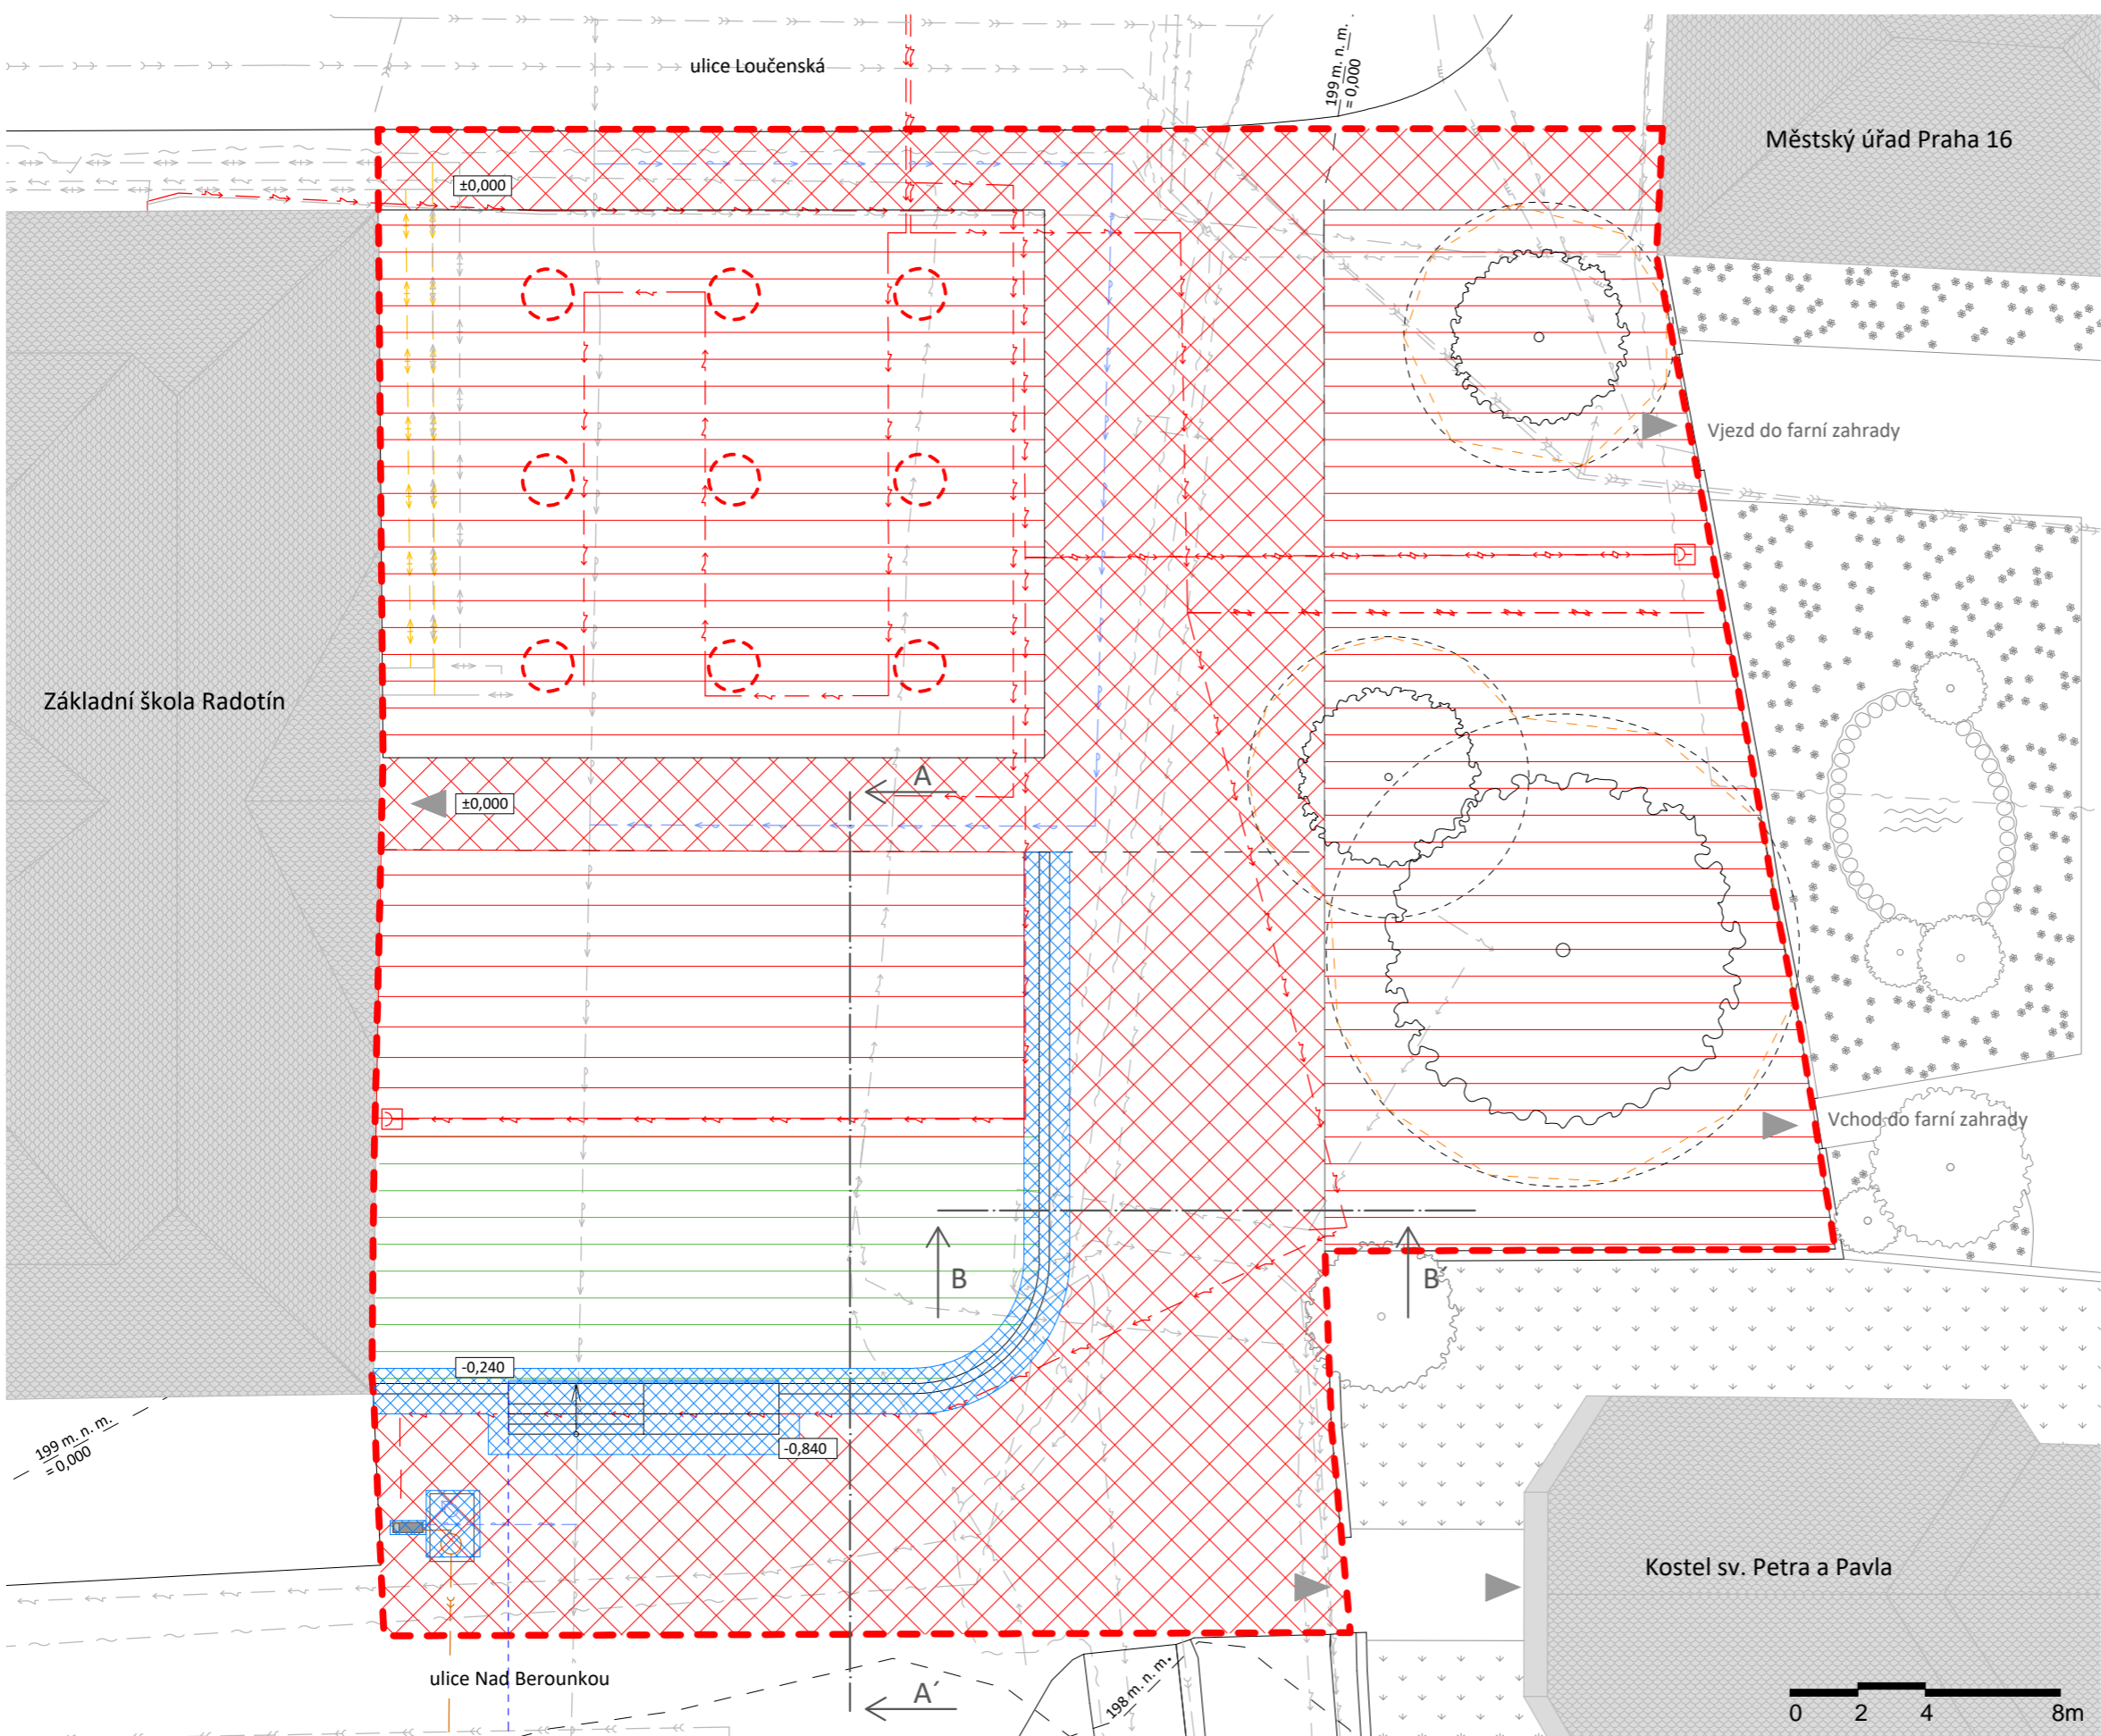 ulice Loučenská
199 m. n. m.
= 0,000
Městský úřad Praha 16
±0,000
Vjezd do farní zahrady
Základní škola Radotín
A
±0,000
Vchod do farní zahrady
B
B´
-0,240
199 m. n. m.
= 0,000
-0,840
Kostel sv. Petra a Pavla
ulice Nad Berounkou
A´
198 m. n. m.
0 2 4 8m